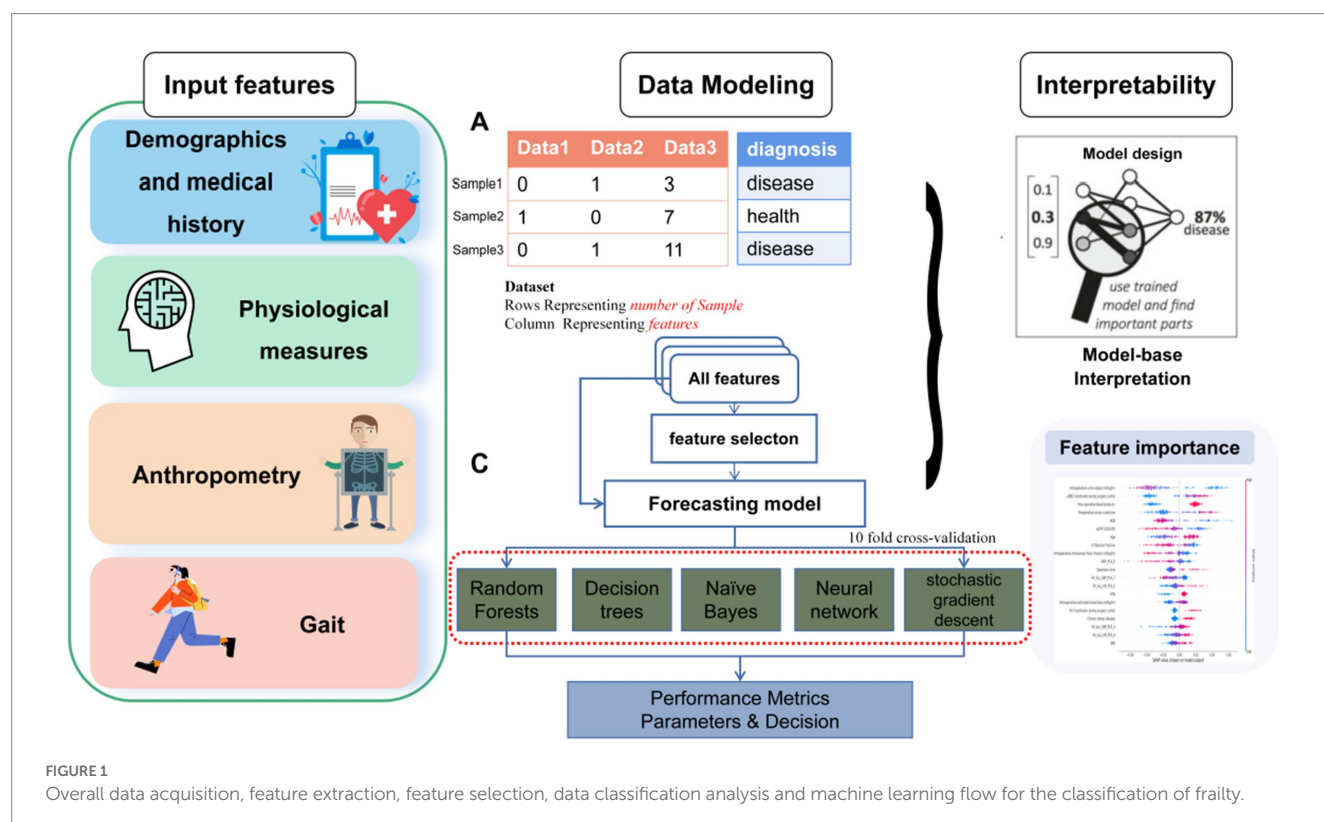 Input features
Demographics
and medical
history
Physiological
measures
Anthropometry
Gait
Data Modeling
A
Data1 Data2 Data3 diagnosis
Sample1 0 1 3 disease
Sample2 1 0 7 health
Sample3 0 1 11 disease
Dataset
Rows Representing number of Sample
Column Representing features
All features
feature selecton
C
Forecasting model
10 fold cross-validation
Random
Forests
Decision
trees
Naïve
Bayes
Neural
network
stochastic
gradient
descent
Performance Metrics
Parameters & Decision
Interpretability
Model design
0.1
0.3
0.9
87%
disease
use trained
model and find
important parts
Model-base
Interpretation
Feature importance
FIGURE 1
Overall data acquisition, feature extraction, feature selection, data classification analysis and machine learning flow for the classification of frailty.